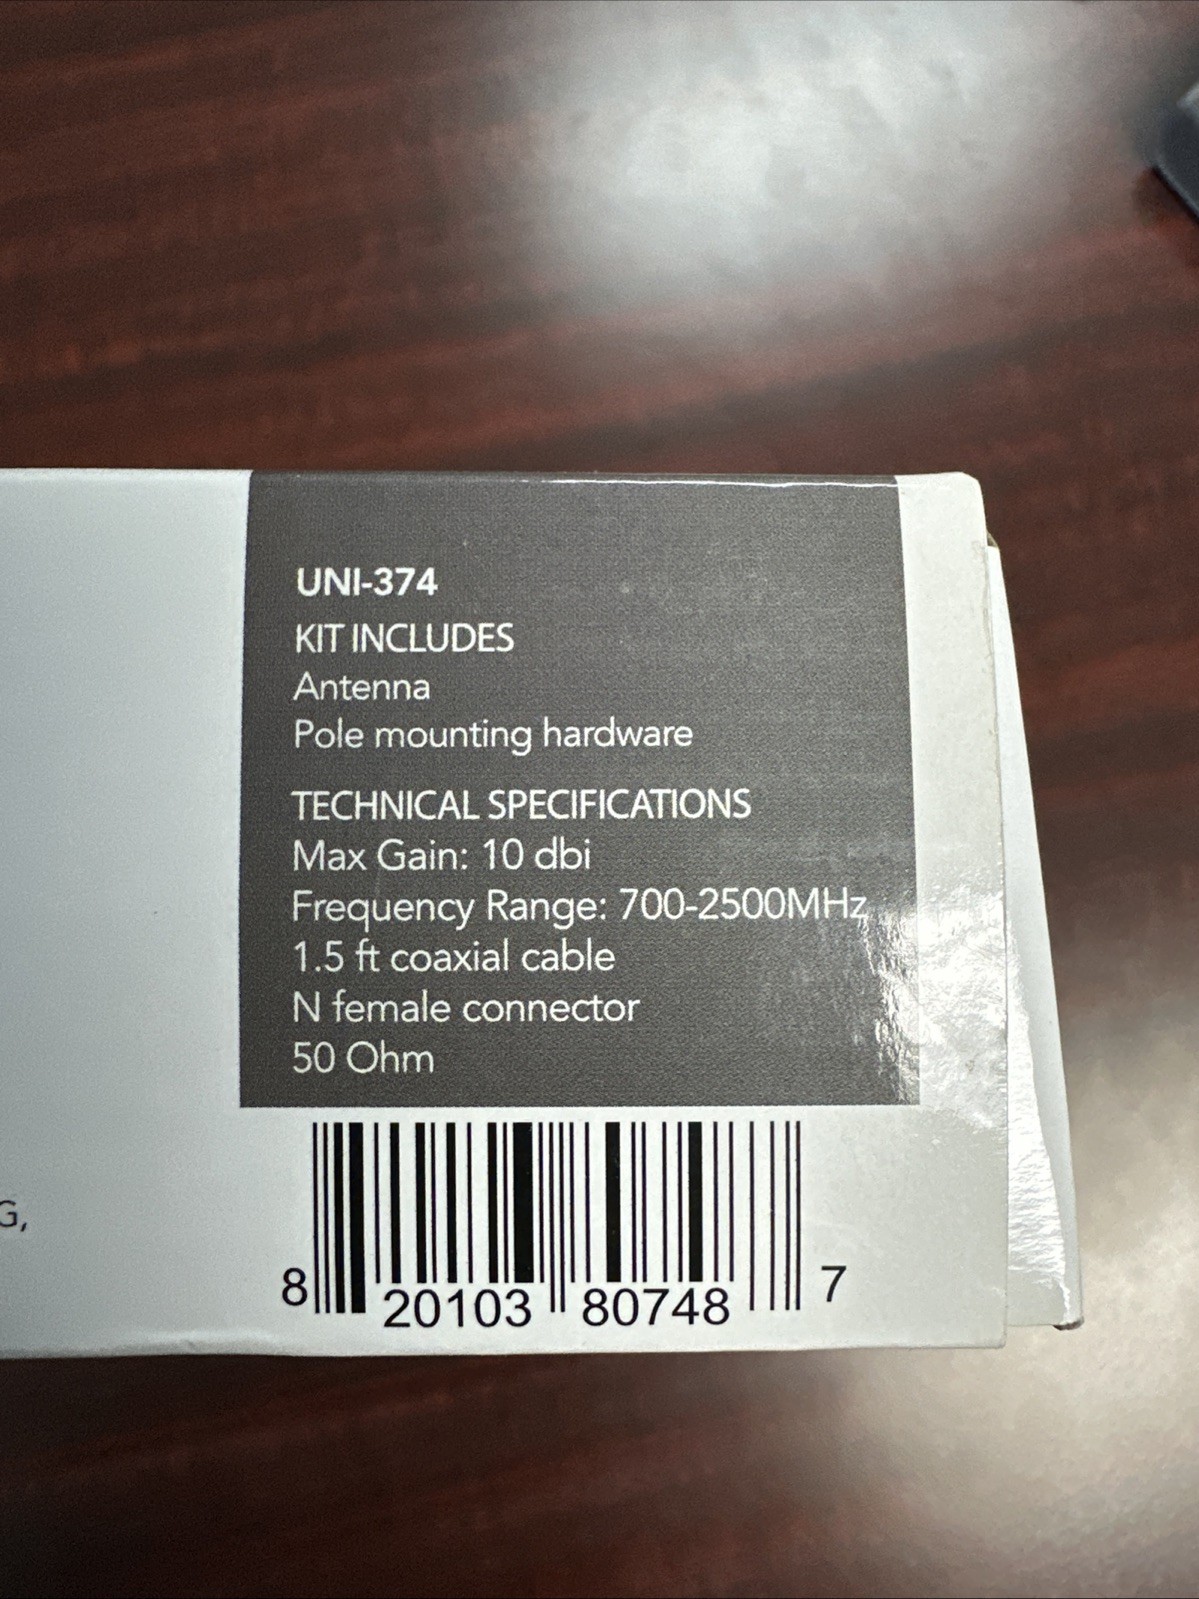 UNI-374
KIT INCLUDES
Antenna
Pole mounting hardware
TECHNICAL SPECIFICATIONS
Max Gain: 10 dbi
Frequency Range: 700-2500MHz
1.5 ft coaxial cable
N female connector
50 Ohm
G,
8 20103 80748 7